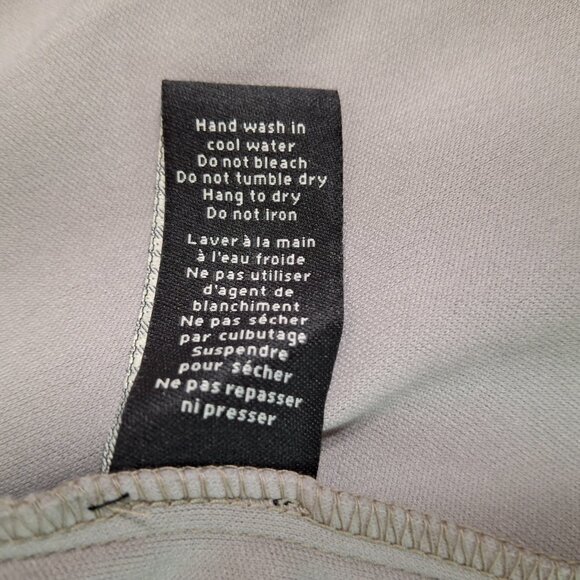 Hand wash in
cool water
Do not bleach
Do not tumble dry
Hang to dry
Do not iron
Laver à la main
à l'eau froide
Ne pas utiliser
d'agent de
blanchiment
Ne pas sécher
par culbutage
Suspendre
pour sécher
Ne pas repasser
ni presser